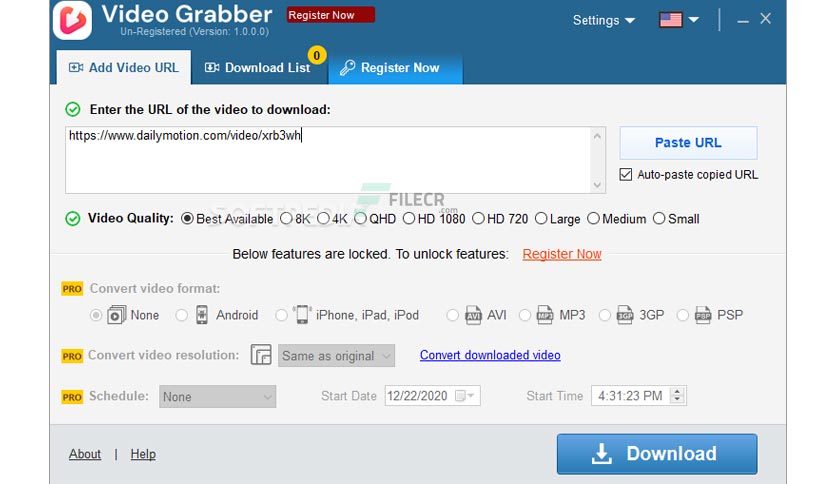 Video Grabber
Register Now
Un-Registered (Version: 1.0.0.0)
Settings
Add Video URL
Download List
0
Register Now
Enter the URL of the video to download:
https://www.dailymotion.com/video/xrb3wh
Paste URL
Auto-paste copied URL
SOFTPEDIA
FILECR
.com
Video Quality:
Best Available
8K
4K
QHD
HD 1080
HD 720
Large
Medium
Small
Below features are locked. To unlock features: Register Now
PRO Convert video format:
None
Android
iPhone, iPad, iPod
AVI AVI
MP3 MP3
3GP 3GP
PSP PSP
PRO Convert video resolution:
Same as original
Convert downloaded video
PRO Schedule:
None
Start Date 12/22/2020
Start Time 4:31:23 PM
About | Help
Download